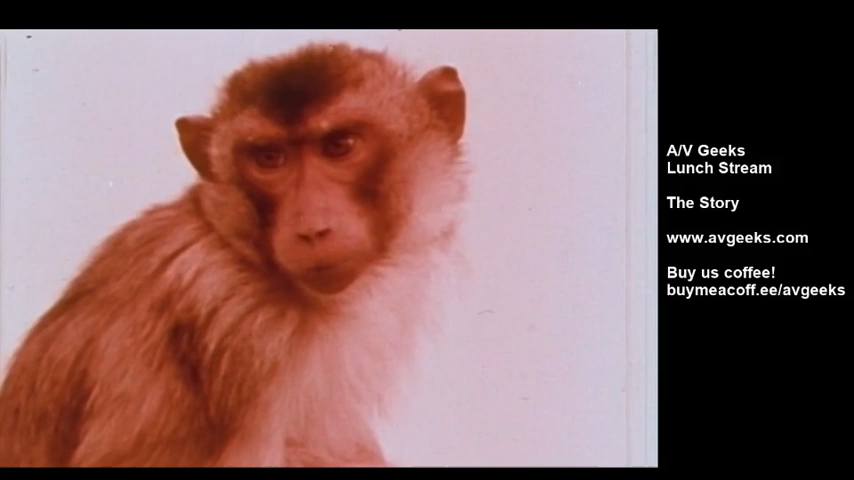 A/V Geeks
Lunch Stream
The Story
www.avgeeks.com
Buy us coffee!
buymeacoff.ee/avgeeks